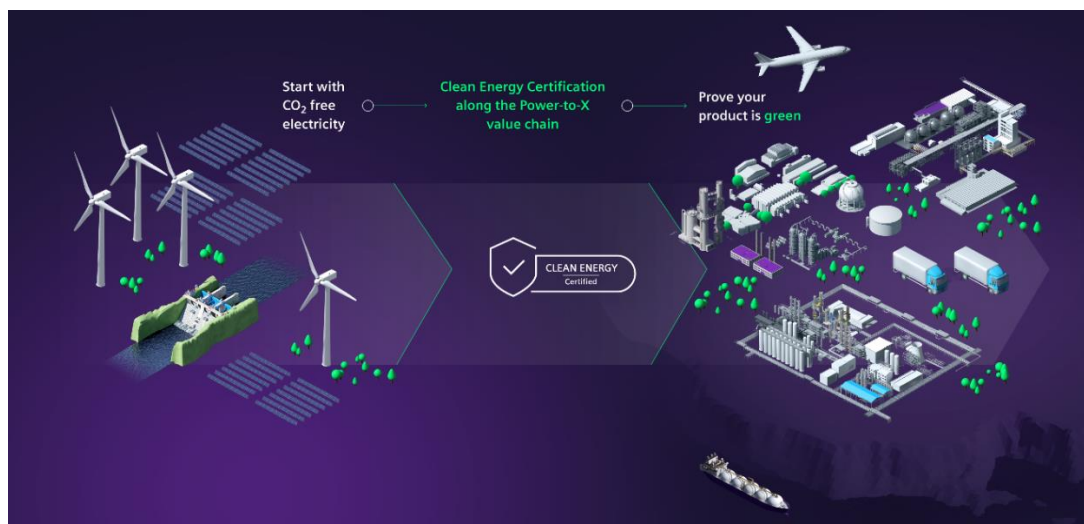 Start with
CO₂ free
electricity
Clean Energy Certification
along the Power-to-X
value chain
Prove your
product is green
CLEAN ENERGY
Certified